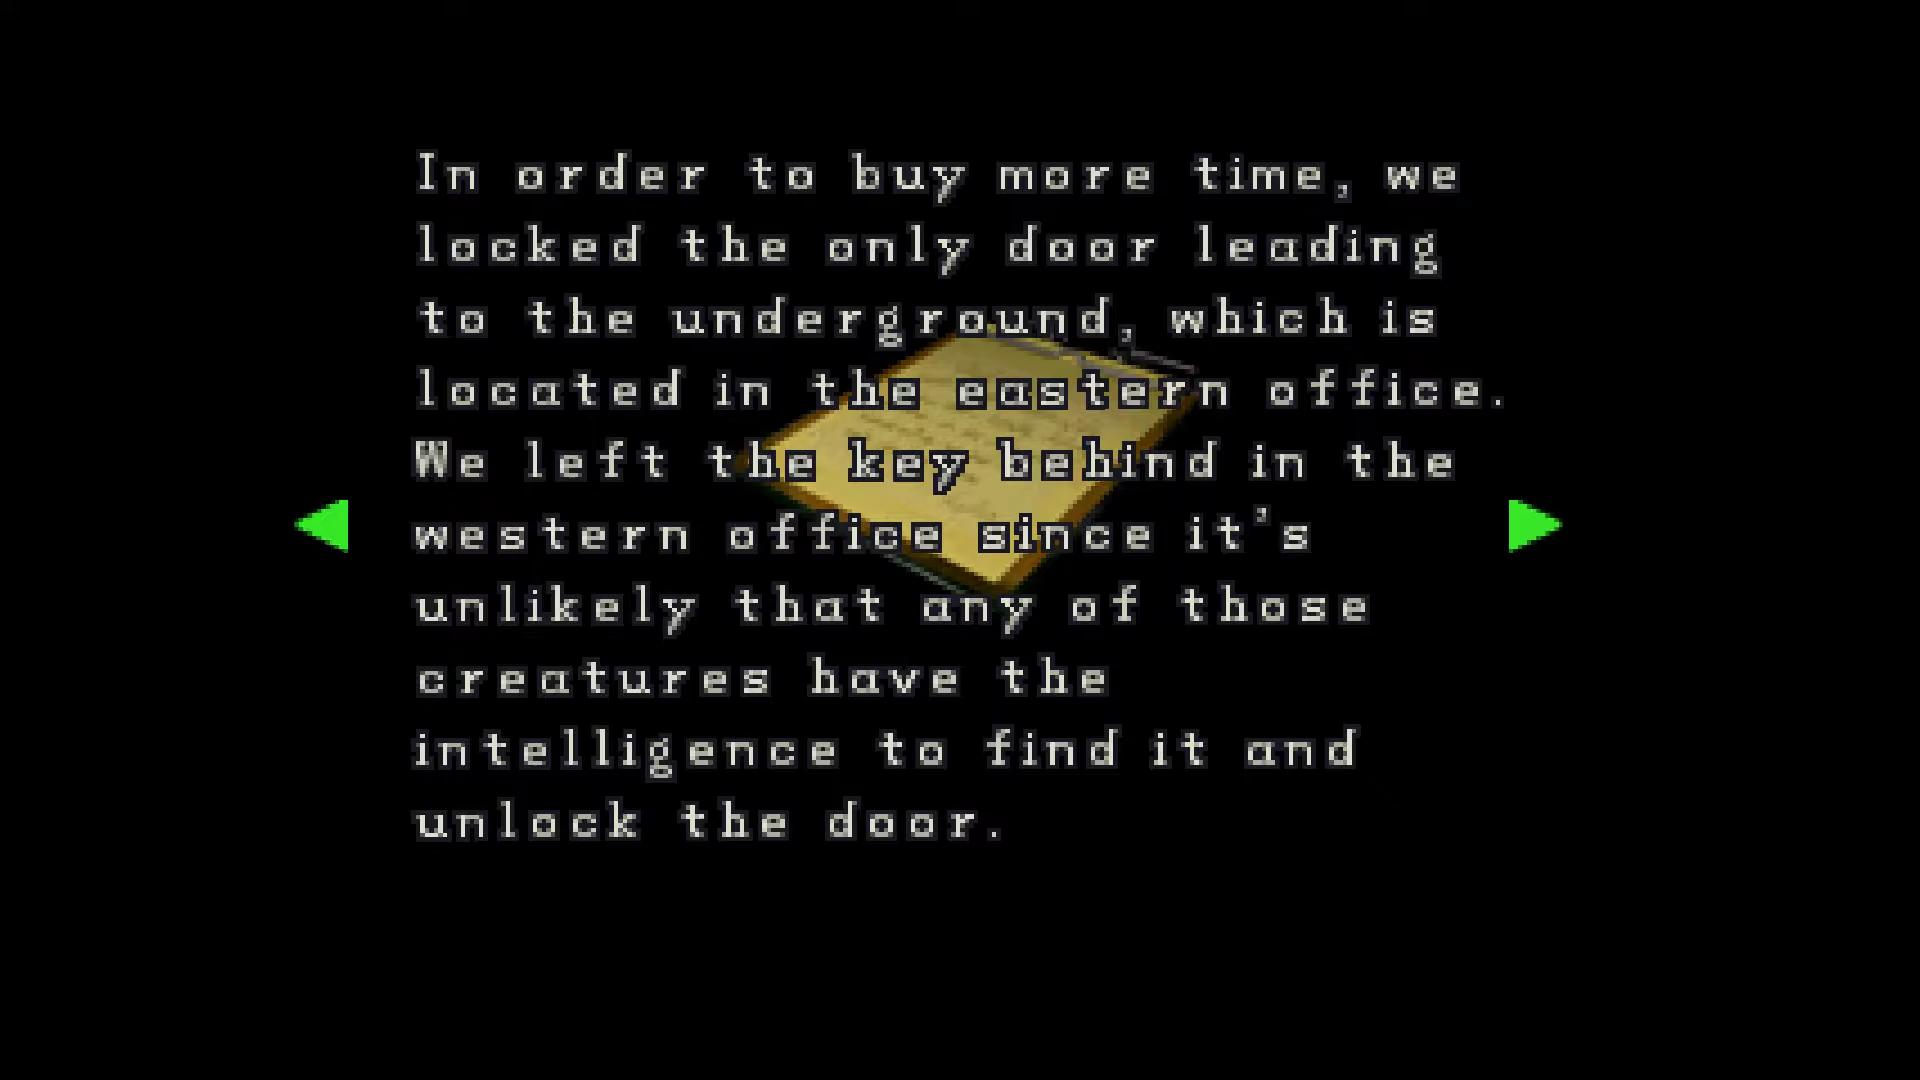 In order to buy more time, we
locked the only door leading
to the underground, which is
located in the eastern office.
We left the key behind in the
western office since it's
unlikely that any of those
creatures have the
intelligence to find it and
unlock the door.